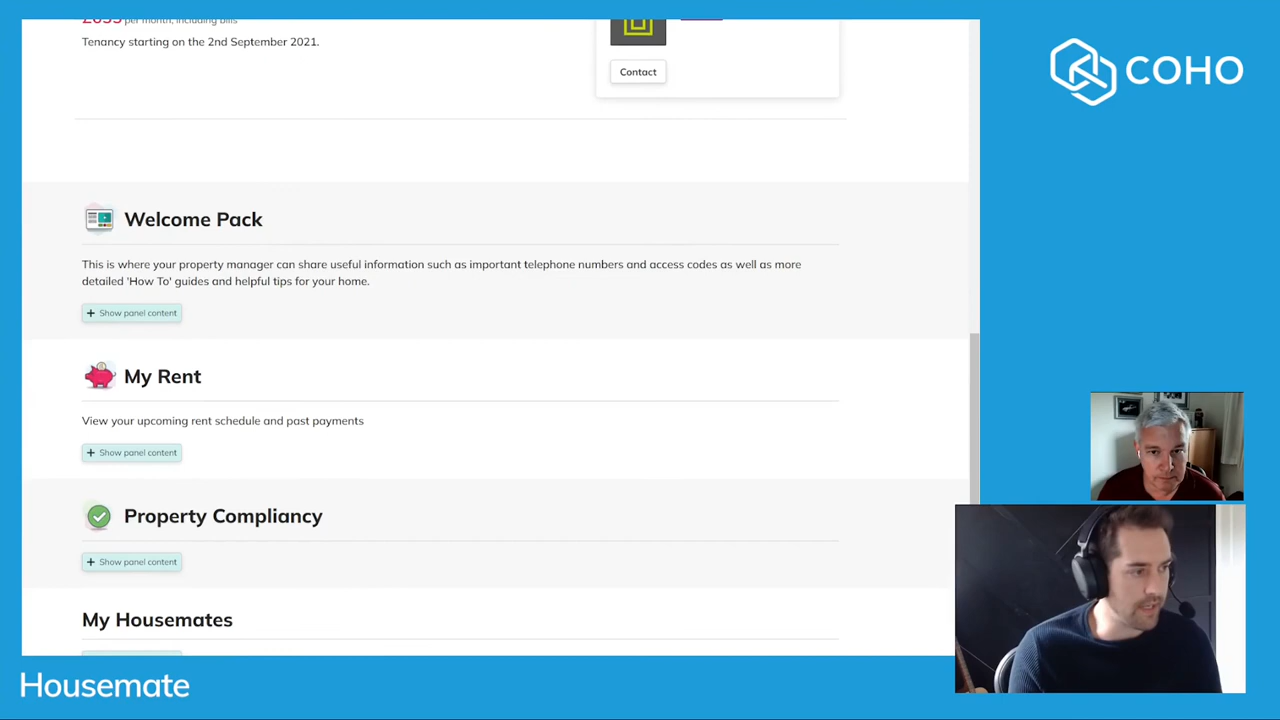 per month, including bills
Tenancy starting on the 2nd September 2021.
Contact
COHO
Welcome Pack
This is where your property manager can share useful information such as important telephone numbers and access codes as well as more
detailed 'How To' guides and helpful tips for your home.
+ Show panel content
My Rent
View your upcoming rent schedule and past payments
+ Show panel content
Property Compliancy
+ Show panel content
My Housemates
Housemate